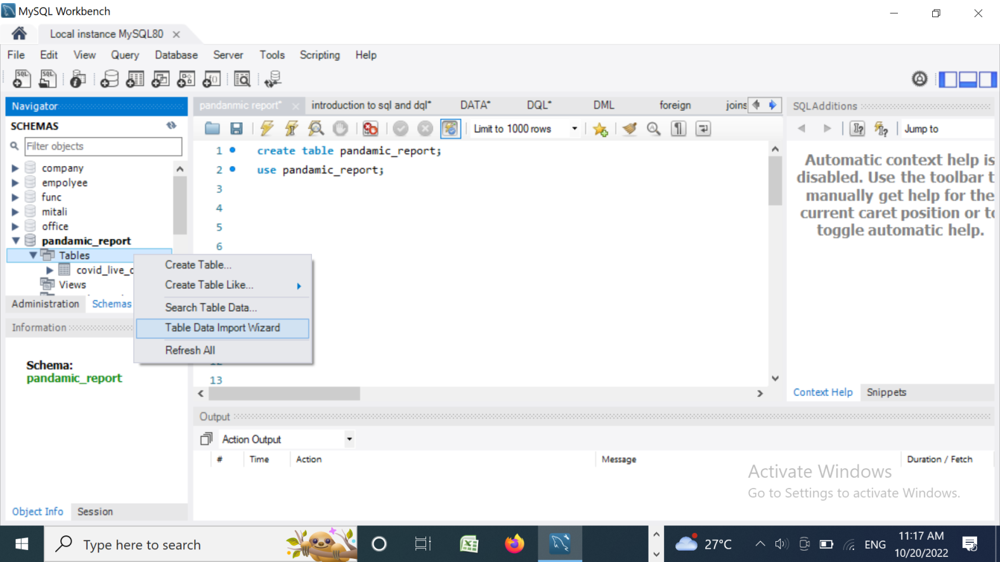 MySQL Workbench
Local instance MySQL80
File Edit View Query Database Server Tools Scripting Help
Navigator
SCHEMAS
Filter objects
company
empolyee
func
mitali
office
pandamic_report
Tables
covid_live_
Views
Administration Schemas
Information
Schema:
pandamic_report
Object Info Session
pandanmic report* introduction to sql and dql* DATA* DQL* DML foreign joins
Limit to 1000 rows
1 create table pandamic_report;
2 use pandamic_report;
3
4
5
6
13
Create Table...
Create Table Like...
Search Table Data...
Table Data Import Wizard
Refresh All
SQLAdditions
Jump to
Automatic context help is
disabled. Use the toolbar t
manually get help for the
current caret position or to
toggle automatic help.
Context Help Snippets
Output
Action Output
# Time Action Message Duration / Fetch
Activate Windows
Go to Settings to activate Windows.
Type here to search
27°C
ENG
11:17 AM
10/20/2022